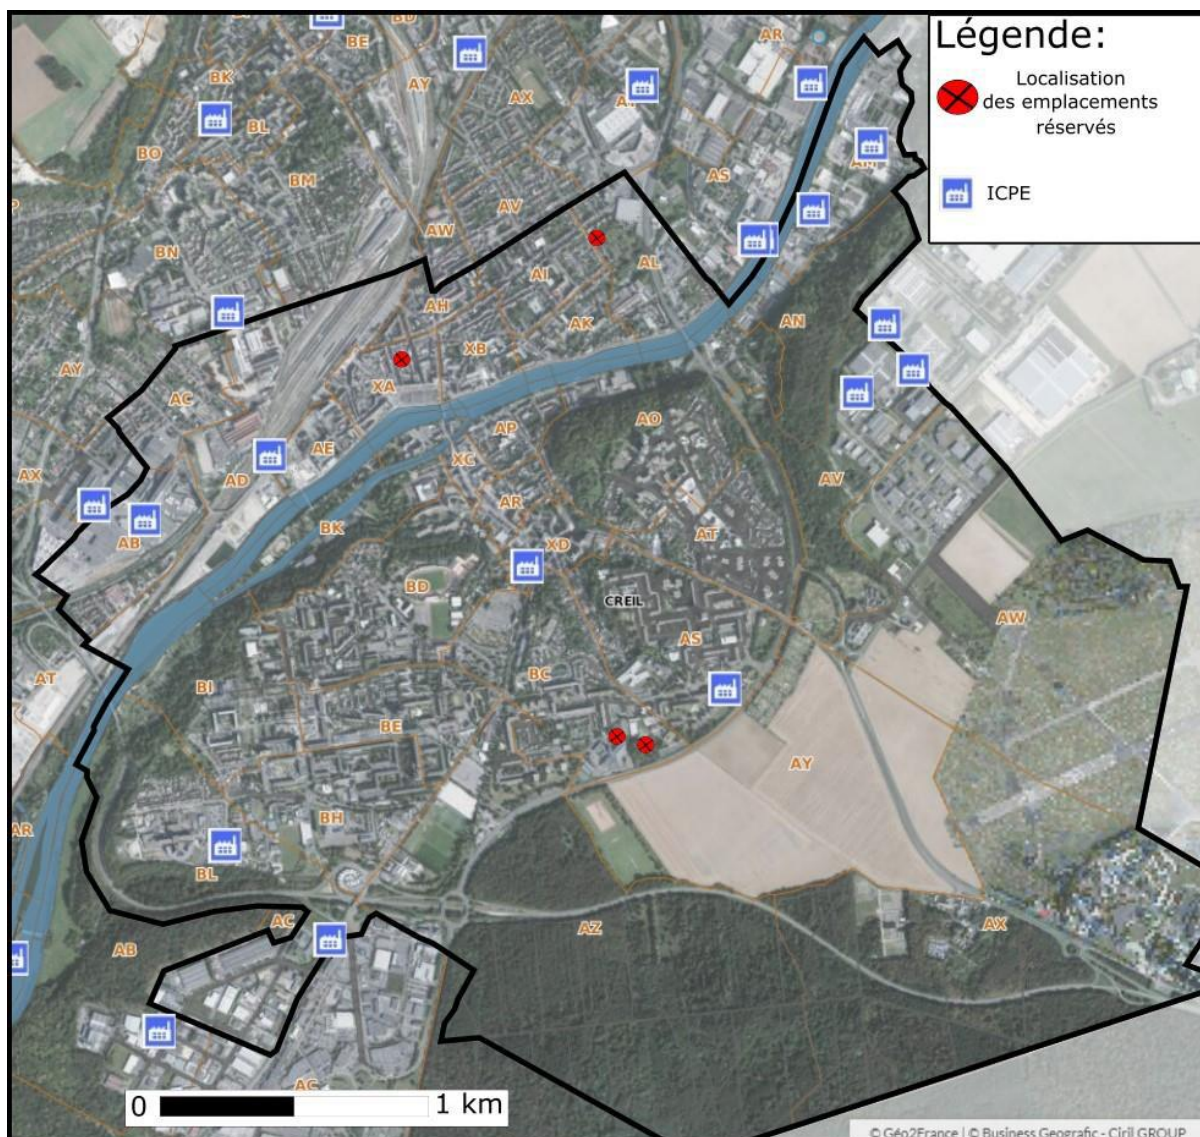 Légende:
Localisation
des emplacements
réservés
ICPE
BE
AY
AX
AR
BK
BL
BO
BM
AS
AM
AV
AW
BN
AI
AL
AH
AK
XB
AN
AY
AC
XA
AO
AP
AE
XC
AX
AD
AV
AR
BK
AT
AB
XD
BD
CREIL
AW
AS
AT
BC
BI
BE
AY
BH
AR
BL
AC
AX
AZ
AB
AC
0 1 km
© Géo2France | © Business Geografic - Ciril GROUP